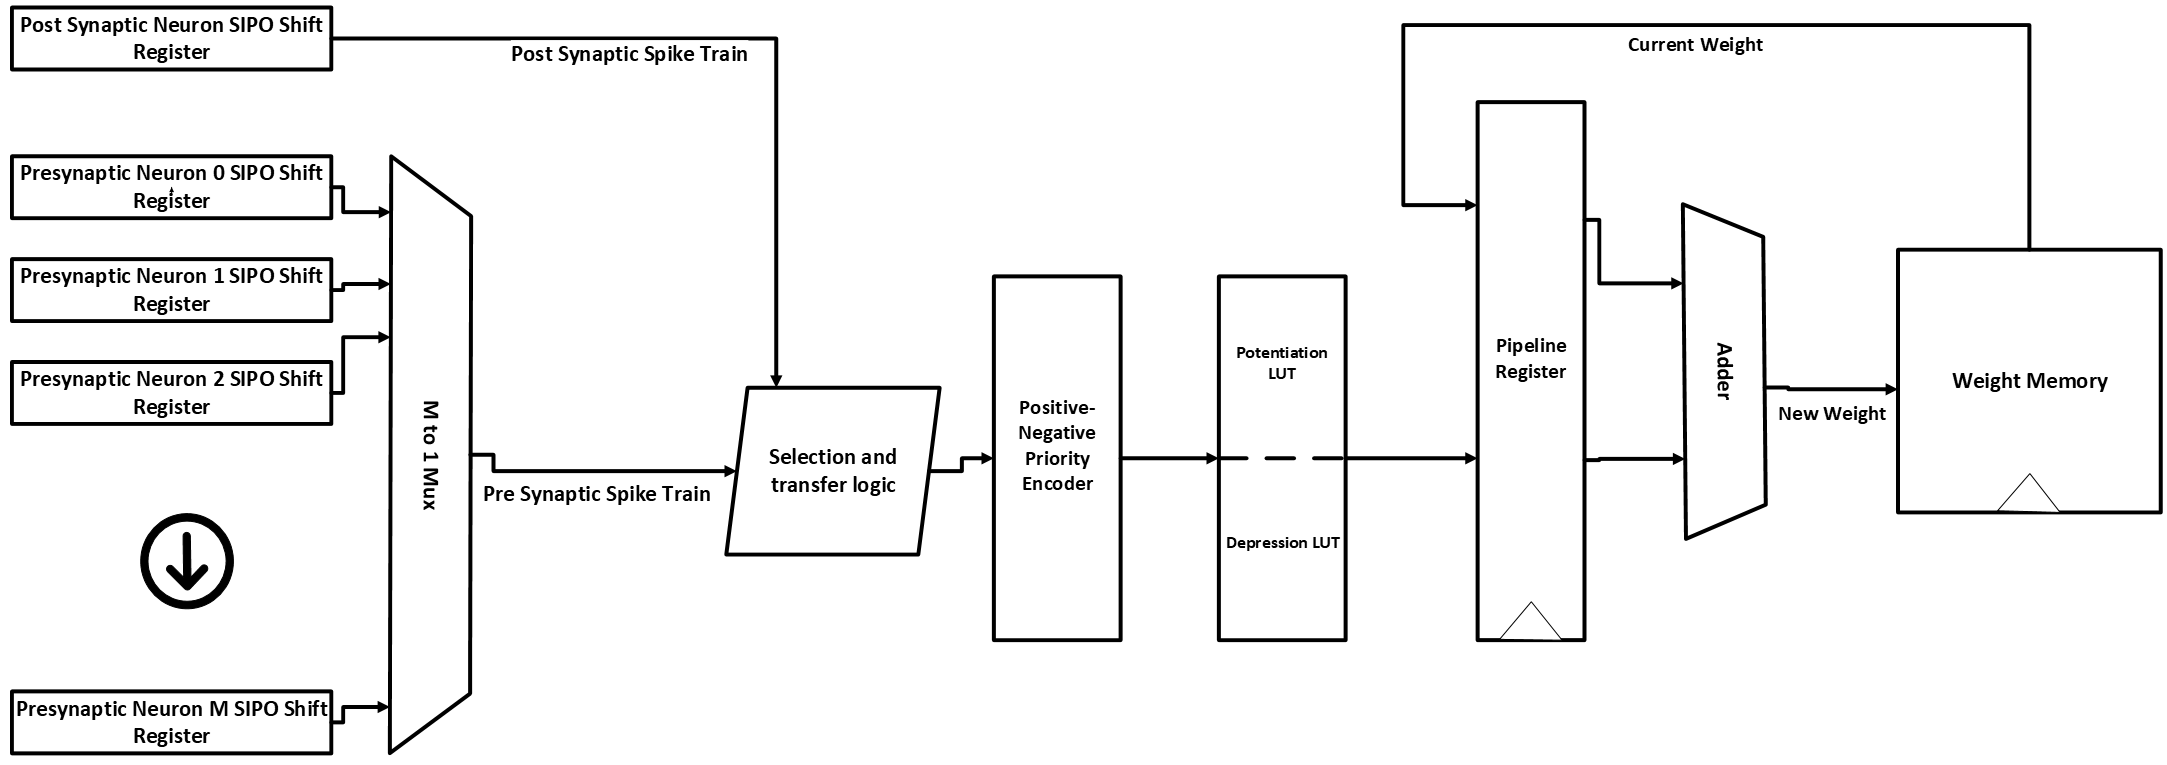 Post Synaptic Neuron SIPO Shift
Register
Post Synaptic Spike Train
Current Weight
Presynaptic Neuron 0 SIPO Shift
Register
Presynaptic Neuron 1 SIPO Shift
Register
Presynaptic Neuron 2 SIPO Shift
Register
Presynaptic Neuron M SIPO Shift
Register
M to 1 Mux
Pre Synaptic Spike Train
Selection and
transfer logic
Positive-
Negative
Priority
Encoder
Potentiation
LUT
Depression LUT
Pipeline
Register
Adder
New Weight
Weight Memory